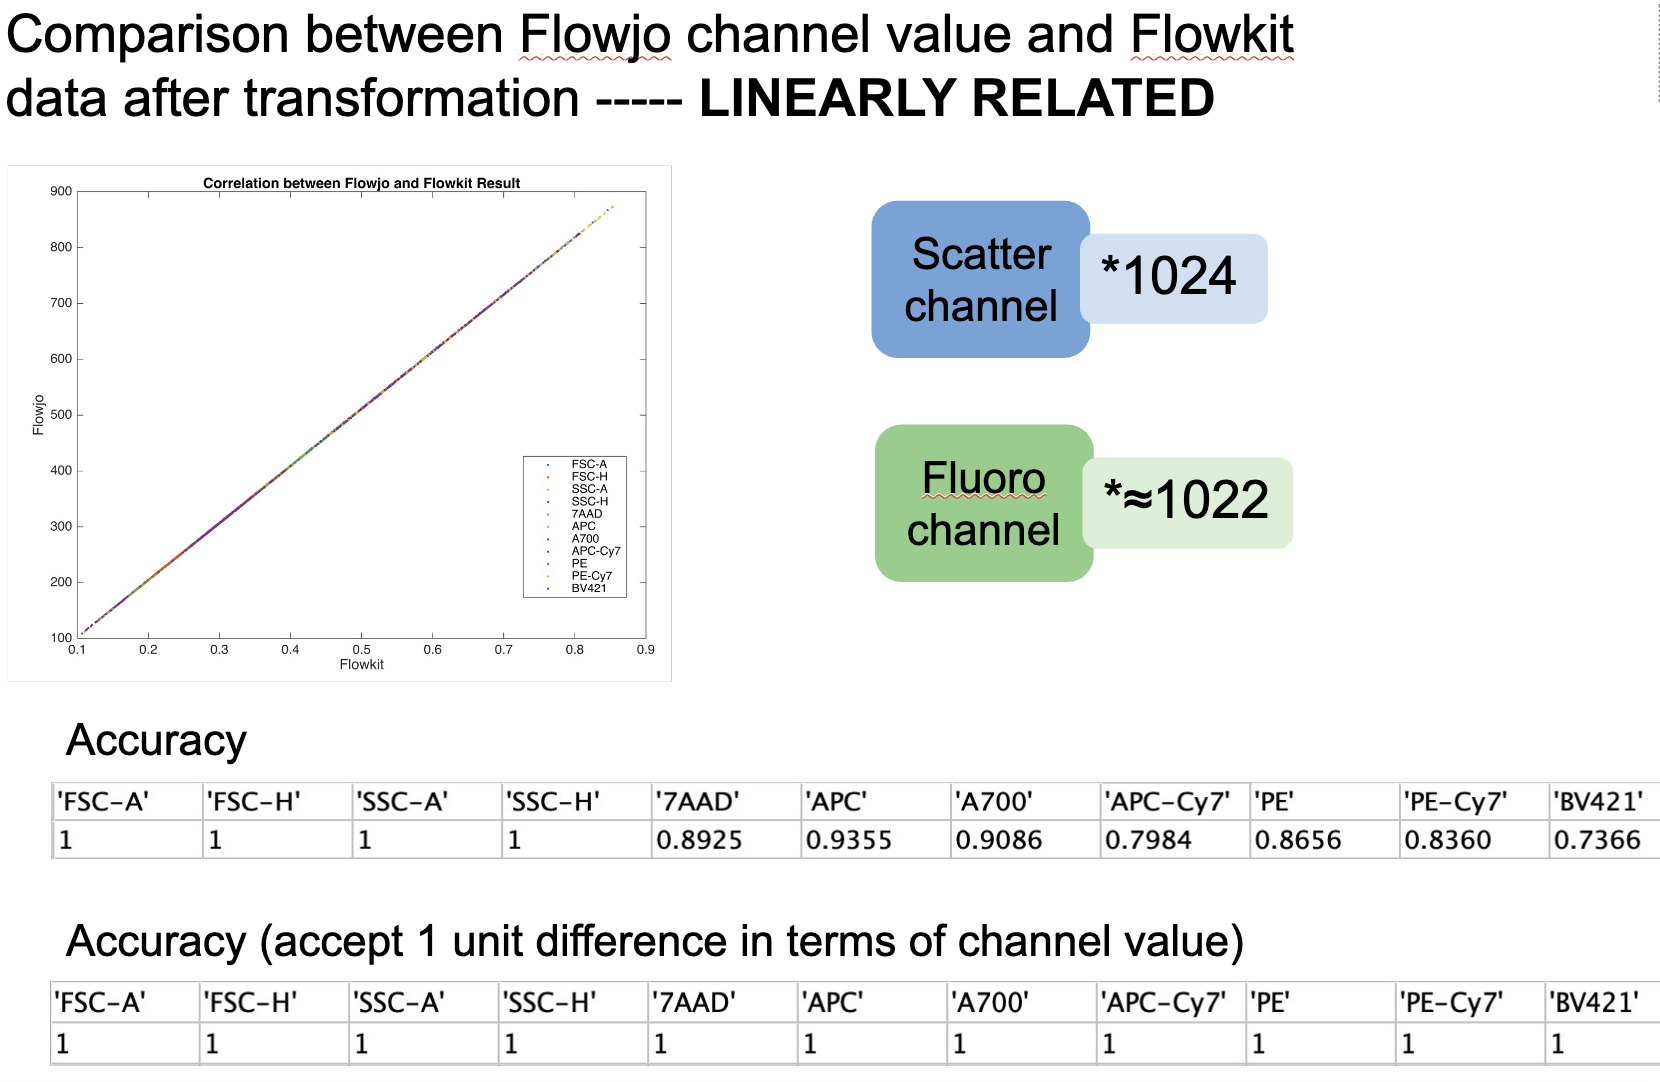 Comparison between Flowjo channel value and Flowkit
data after transformation ----- LINEARLY RELATED
Correlation between Flowjo and Flowkit Result
900
800
700
600
500
400
300
200
100
Flowjo
0.1 0.2 0.3 0.4 0.5 0.6 0.7 0.8 0.9
Flowkit
FSC-A
FSC-H
SSC-A
SSC-H
7AAD
APC
A700
APC-Cy7
PE
PE-Cy7
BV421
Scatter
channel
*1024
Fluoro
channel
*≈1022
Accuracy
'FSC-A' 'FSC-H' 'SSC-A' 'SSC-H' '7AAD' 'APC' 'A700' 'APC-Cy7' 'PE' 'PE-Cy7' 'BV421'
1 1 1 1 0.8925 0.9355 0.9086 0.7984 0.8656 0.8360 0.7366
Accuracy (accept 1 unit difference in terms of channel value)
'FSC-A' 'FSC-H' 'SSC-A' 'SSC-H' '7AAD' 'APC' 'A700' 'APC-Cy7' 'PE' 'PE-Cy7' 'BV421'
1 1 1 1 1 1 1 1 1 1 1